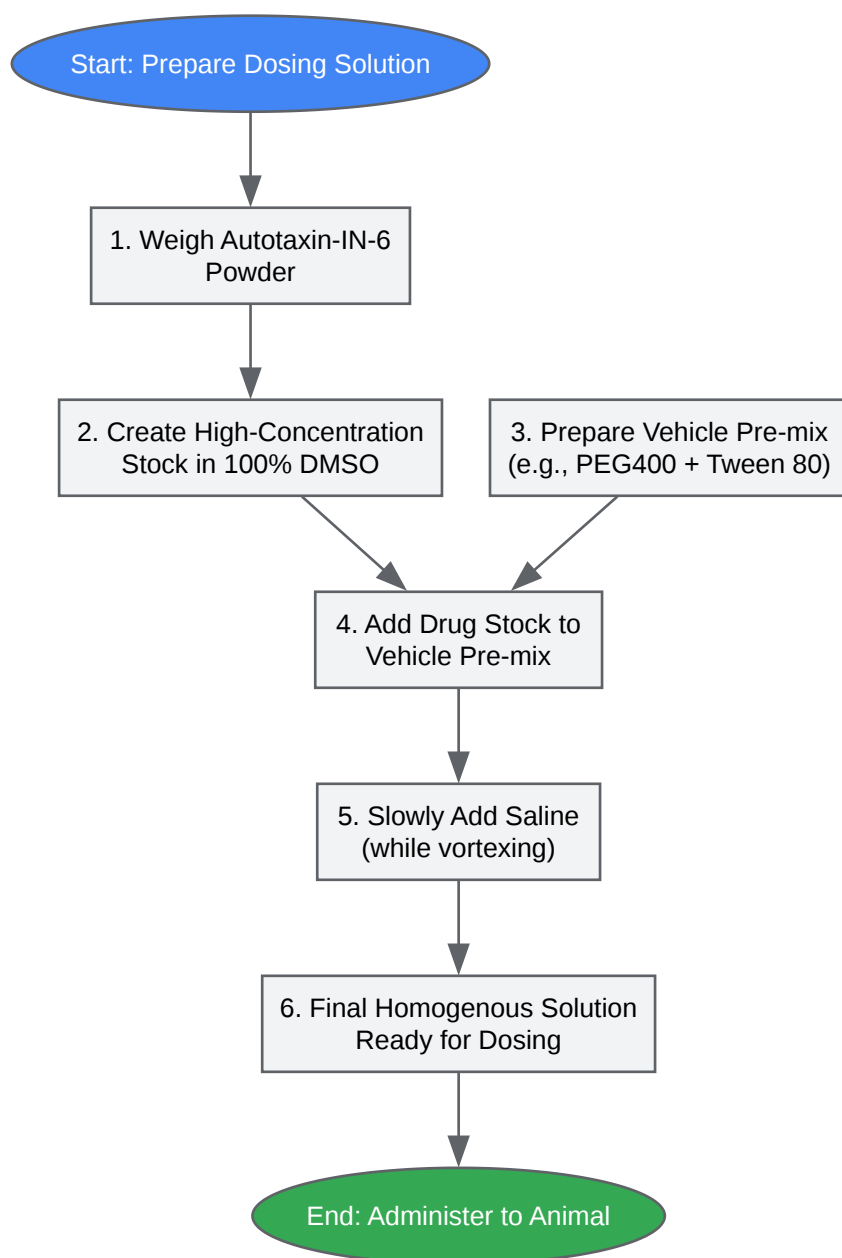 Start: Prepare Dosing Solution
1. Weigh Autotaxin-IN-6
Powder
2. Create High-Concentration
Stock in 100% DMSO
3. Prepare Vehicle Pre-mix
(e.g., PEG400 + Tween 80)
4. Add Drug Stock to
Vehicle Pre-mix
5. Slowly Add Saline
(while vortexing)
6. Final Homogenous Solution
Ready for Dosing
End: Administer to Animal